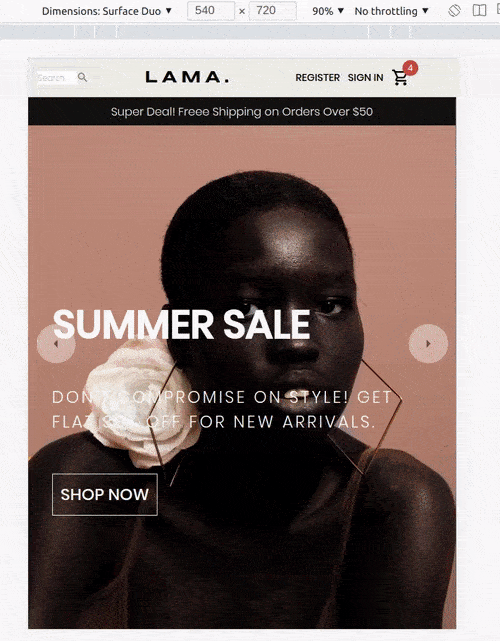 Dimensions: Surface Duo ▼ 540 × 720 90% ▼ No throttling ▼
Search
LAMA.
REGISTER SIGN IN 4
Super Deal! Freee Shipping on Orders Over $50
SUMMER SALE
DON'T COMPROMISE ON STYLE! GET
FLAT 30% OFF FOR NEW ARRIVALS.
SHOP NOW